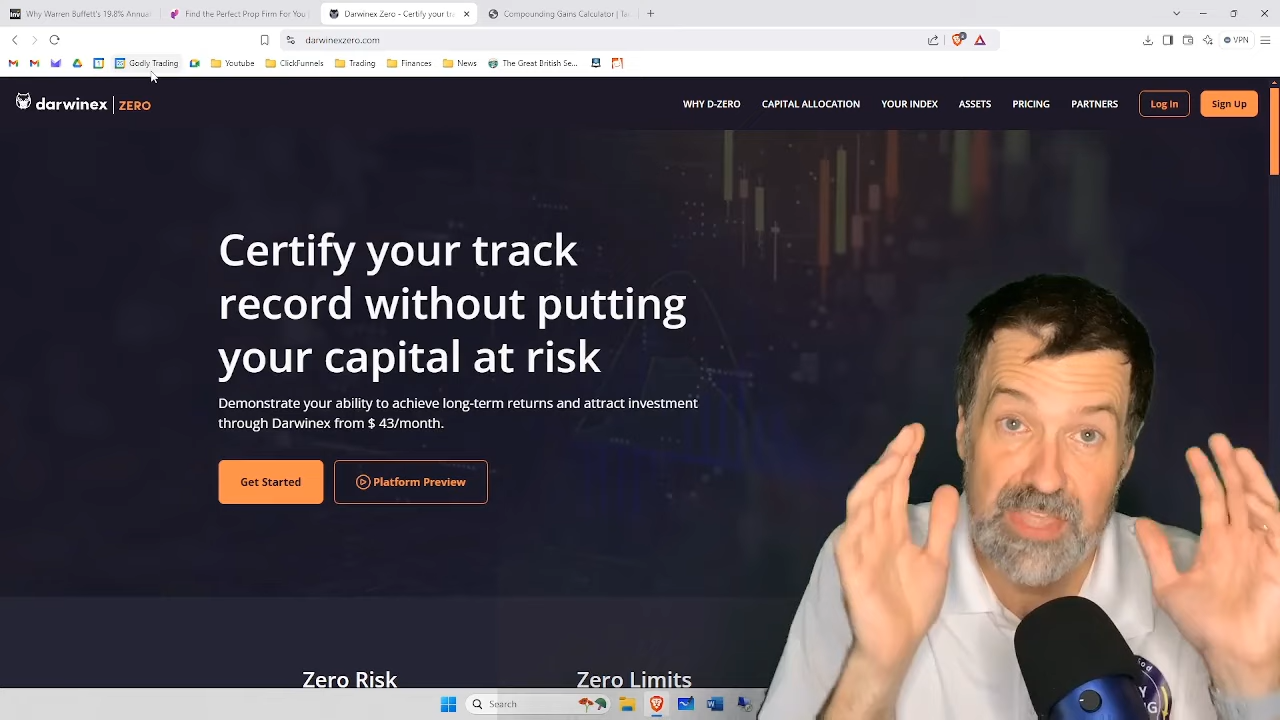 Why Warren Buffett's 19.8% Annual
Find the Perfect Prop Firm For You |
Darwinex Zero - Certify your tr
Compounding Gains Calculator | Ta
darwinexzero.com
VPN
Godly Trading
Youtube
ClickFunnels
Trading
Finances
News
The Great British Se...
darwinex | ZERO
WHY D-ZERO
CAPITAL ALLOCATION
YOUR INDEX
ASSETS
PRICING
PARTNERS
Log In
Sign Up
Certify your track
record without putting
your capital at risk
Demonstrate your ability to achieve long-term returns and attract investment
through Darwinex from $ 43/month.
Get Started
Platform Preview
Zero Risk
Zero Limits
Search